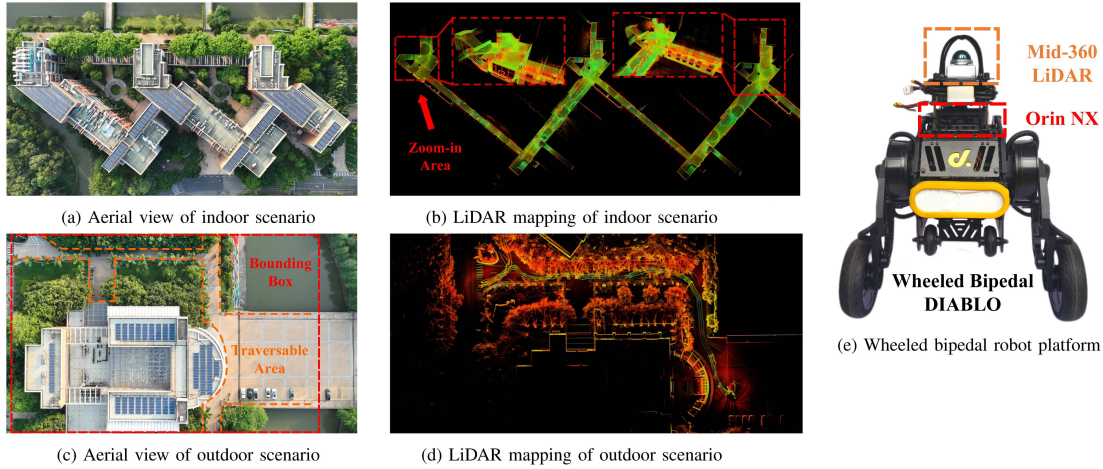 Zoom-in
Area
(a) Aerial view of indoor scenario
(b) LiDAR mapping of indoor scenario
Bounding
Box
Traversable
Area
(c) Aerial view of outdoor scenario
(d) LiDAR mapping of outdoor scenario
Mid-360
LiDAR
Orin NX
Wheeled Bipedal
DIABLO
(e) Wheeled bipedal robot platform